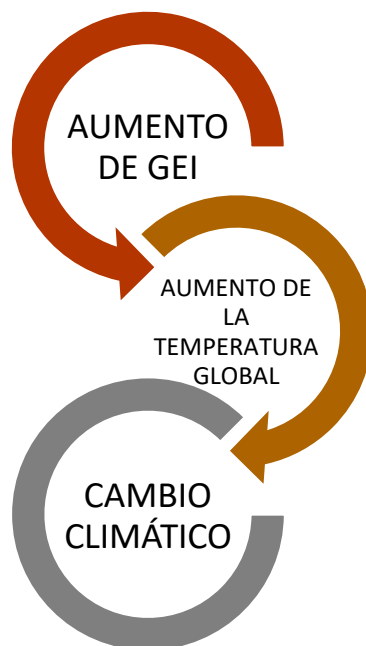 AUMENTO
DE GEI
AUMENTO DE
LA
TEMPERATURA
GLOBAL
CAMBIO
CLIMÁTICO